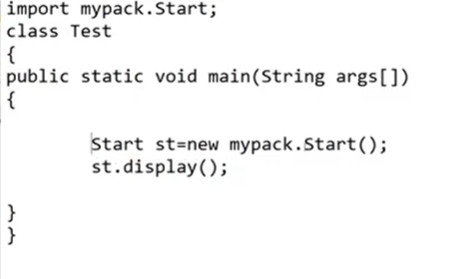 import mypack.Start;
class Test
{
public static void main(String args[])
{
Start st=new mypack.Start();
st.display();
}
}